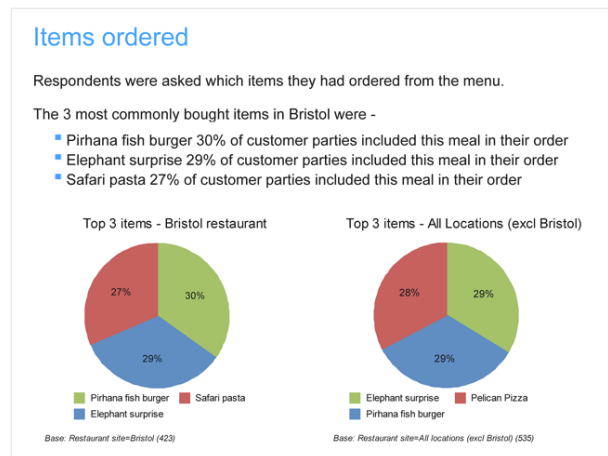 Items ordered
Respondents were asked which items they had ordered from the menu.
The 3 most commonly bought items in Bristol were -
Pirhana fish burger 30% of customer parties included this meal in their order
Elephant surprise 29% of customer parties included this meal in their order
Safari pasta 27% of customer parties included this meal in their order
Top 3 items - Bristol restaurant
27%
30%
29%
Pirhana fish burger Safari pasta
Elephant surprise
Base: Restaurant site=Bristol (423)
Top 3 items - All Locations (excl Bristol)
28%
29%
29%
Elephant surprise Pelican Pizza
Pirhana fish burger
Base: Restaurant site=All locations (excl Bristol) (535)